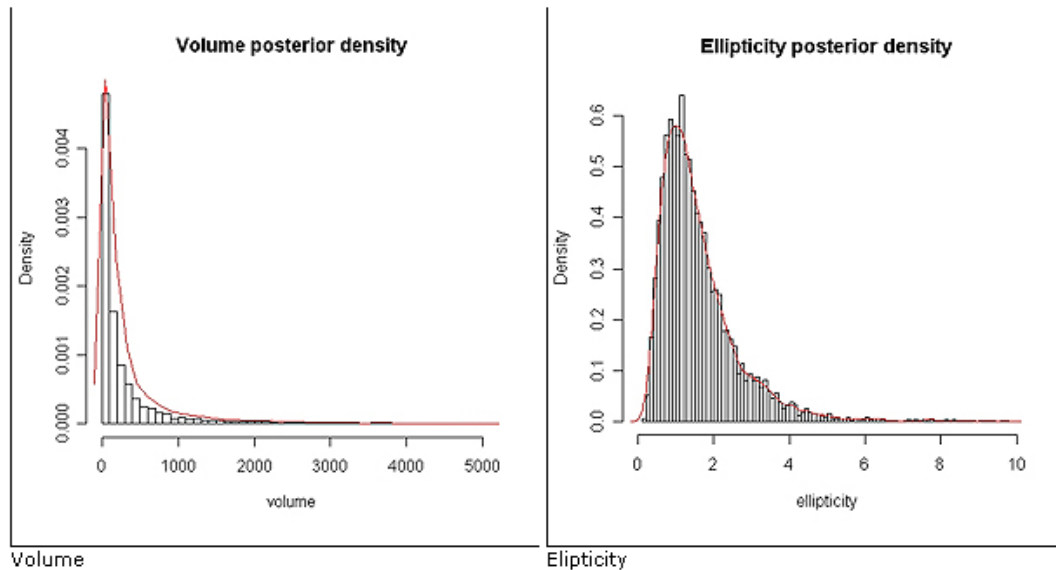 Volume posterior density
Density
0.000 0.001 0.002 0.003 0.004
0 1000 2000 3000 4000 5000
volume
Volume
Ellipticity posterior density
Density
0.0 0.1 0.2 0.3 0.4 0.5 0.6
0 2 4 6 8 10
ellipticity
Elipticity